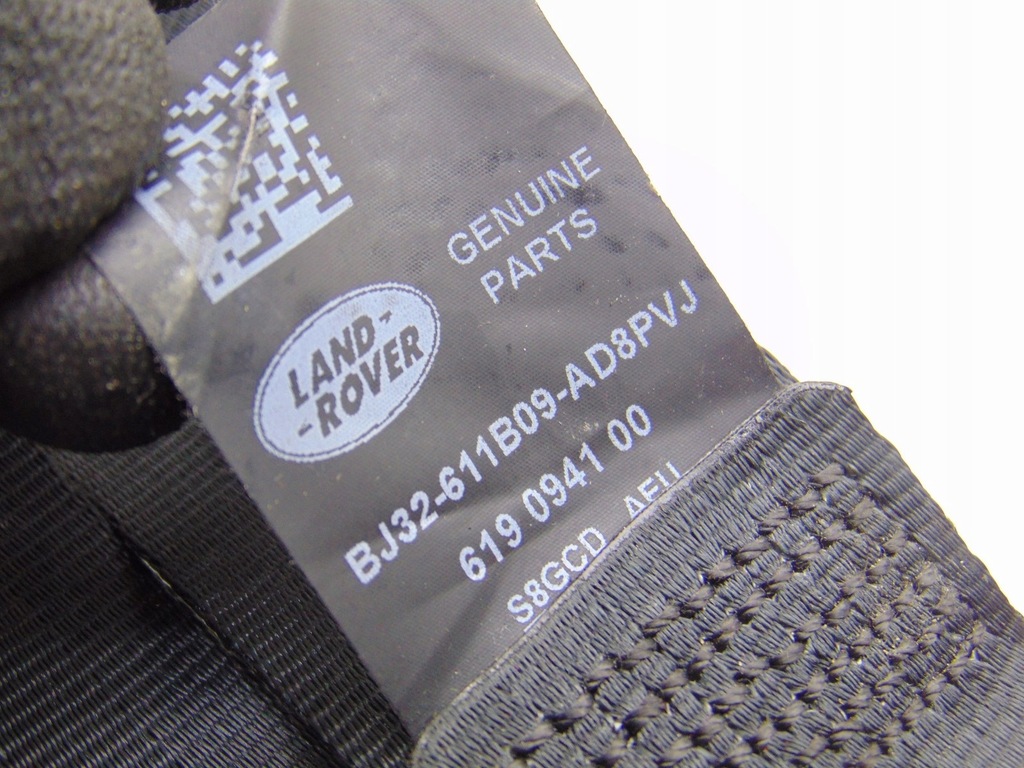 GENUINE
PARTS
LAND-
-ROVER
BJ32-611B09-AD8PVJ
619 0941 00
S8GCD